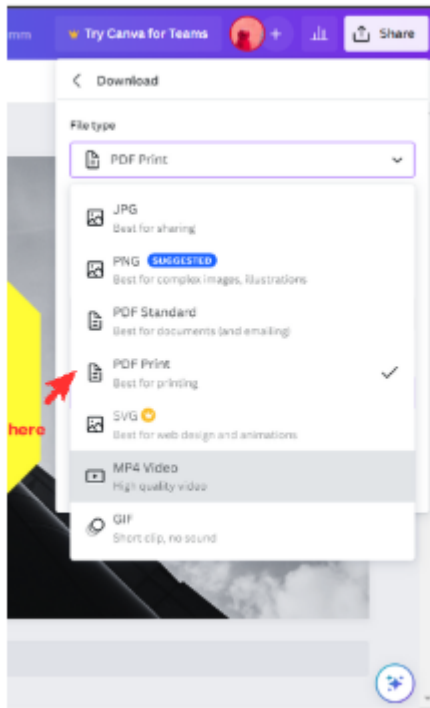 mm
Try Canva for Teams
+
Share
Download
File type
PDF Print
JPG
Best for sharing
PNG SUGGESTED
Best for complex images, illustrations
PDF Standard
Best for documents (and emailing)
PDF Print
Best for printing
here
SVG
Best for web design and animations
MP4 Video
High quality video
GIF
Short clip, no sound